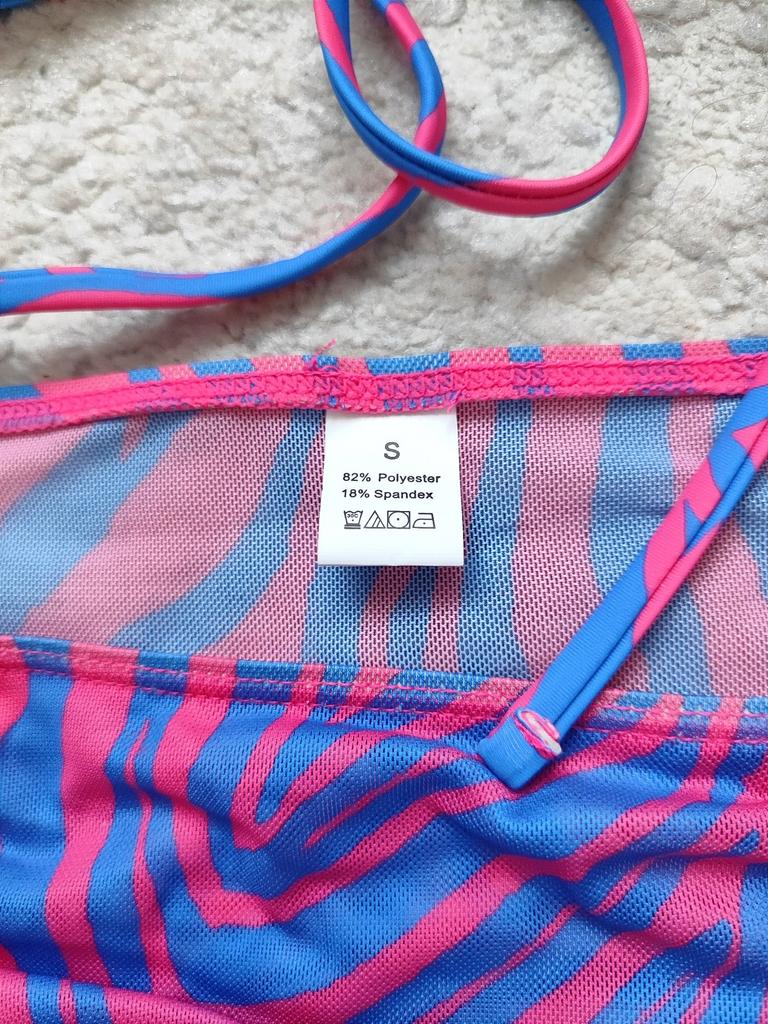 S
82% Polyester
18% Spandex